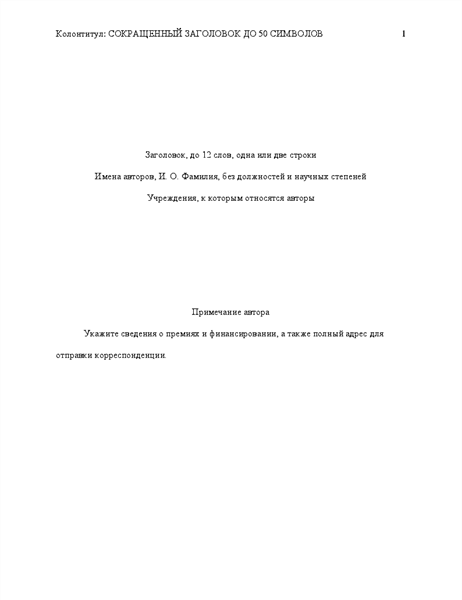 Колонтитул: СОКРАЩЕННЫЙ ЗАГОЛОВОК ДО 50 СИМВОЛОВ 1
Заголовок, до 12 слов, одна или две строки
Имена авторов, И. О. Фамилия, без должностей и научных степеней
Учреждения, к которым относятся авторы
Примечание автора
Укажите сведения о премиях и финансировании, а также полный адрес для
отправки корреспонденции.